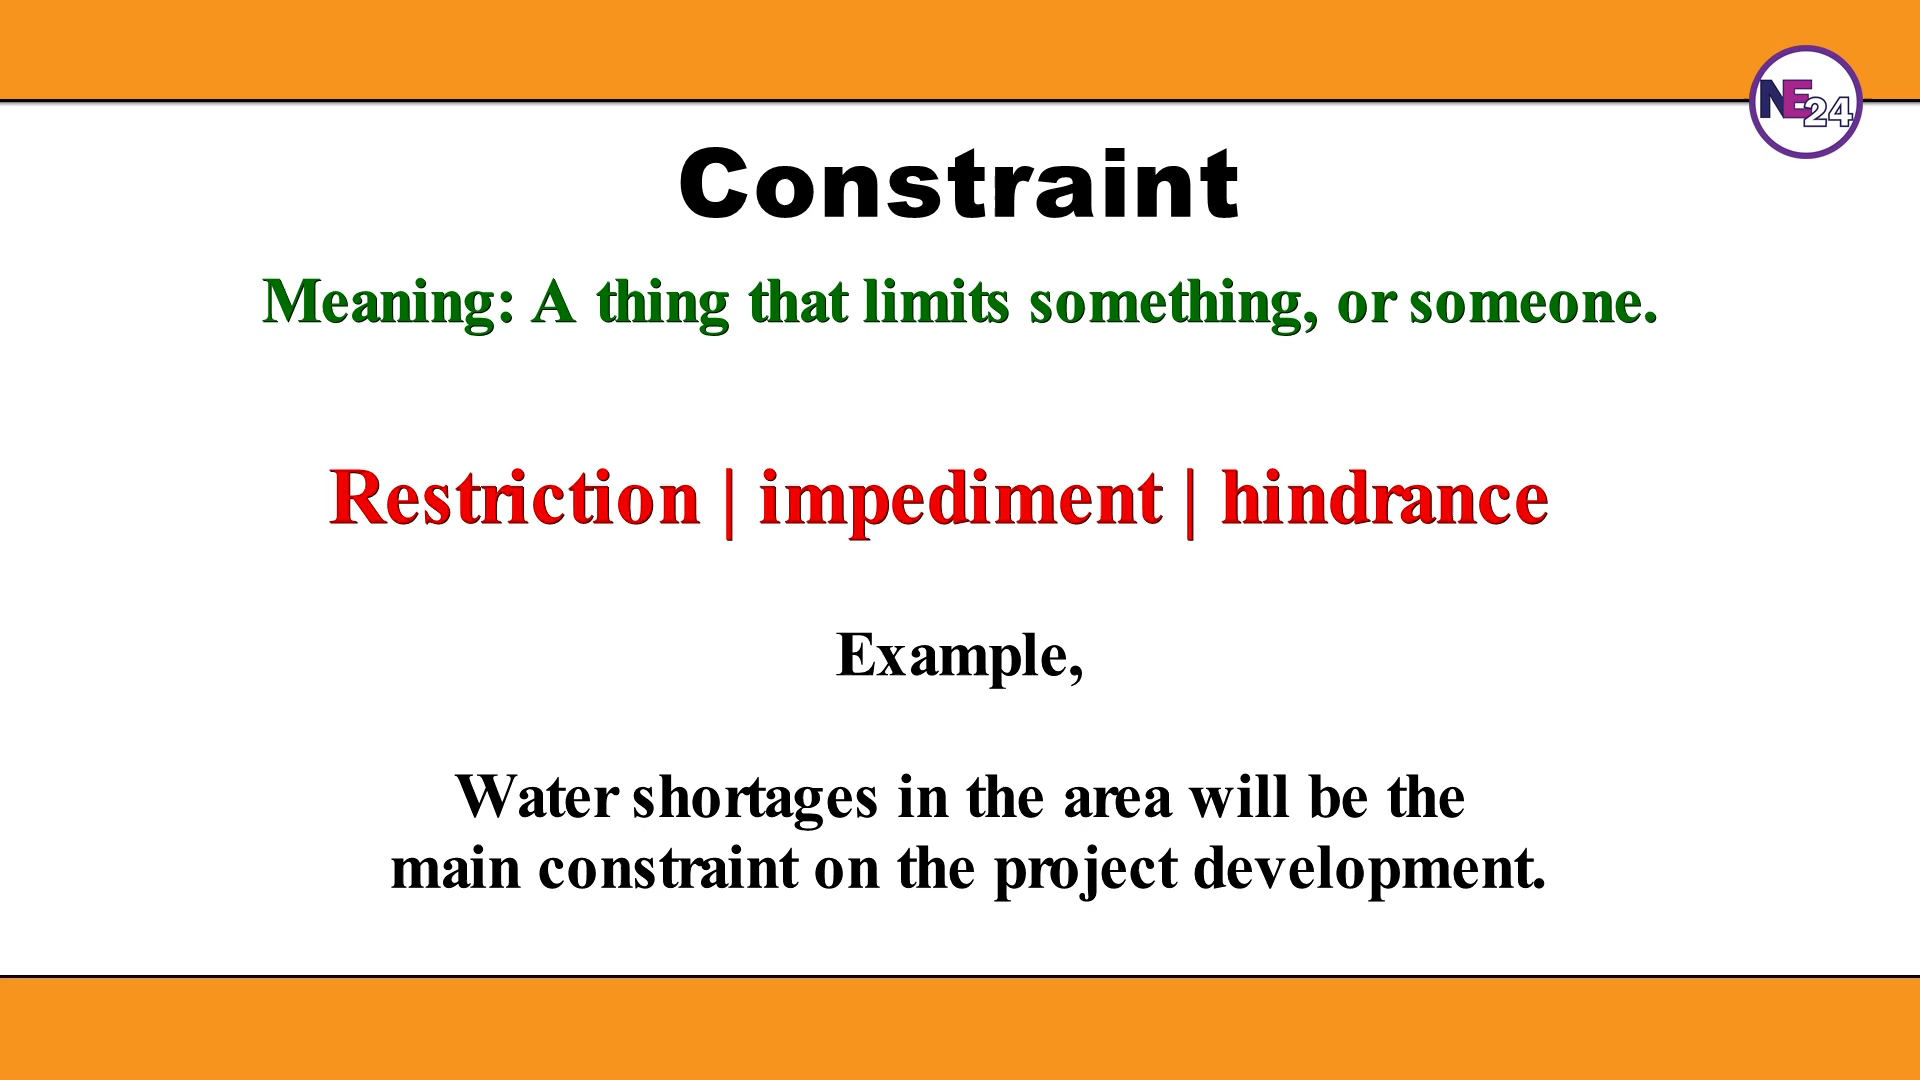 NE24
Constraint
Meaning: A thing that limits something, or someone.
Restriction | impediment | hindrance
Example,
Water shortages in the area will be the
main constraint on the project development.